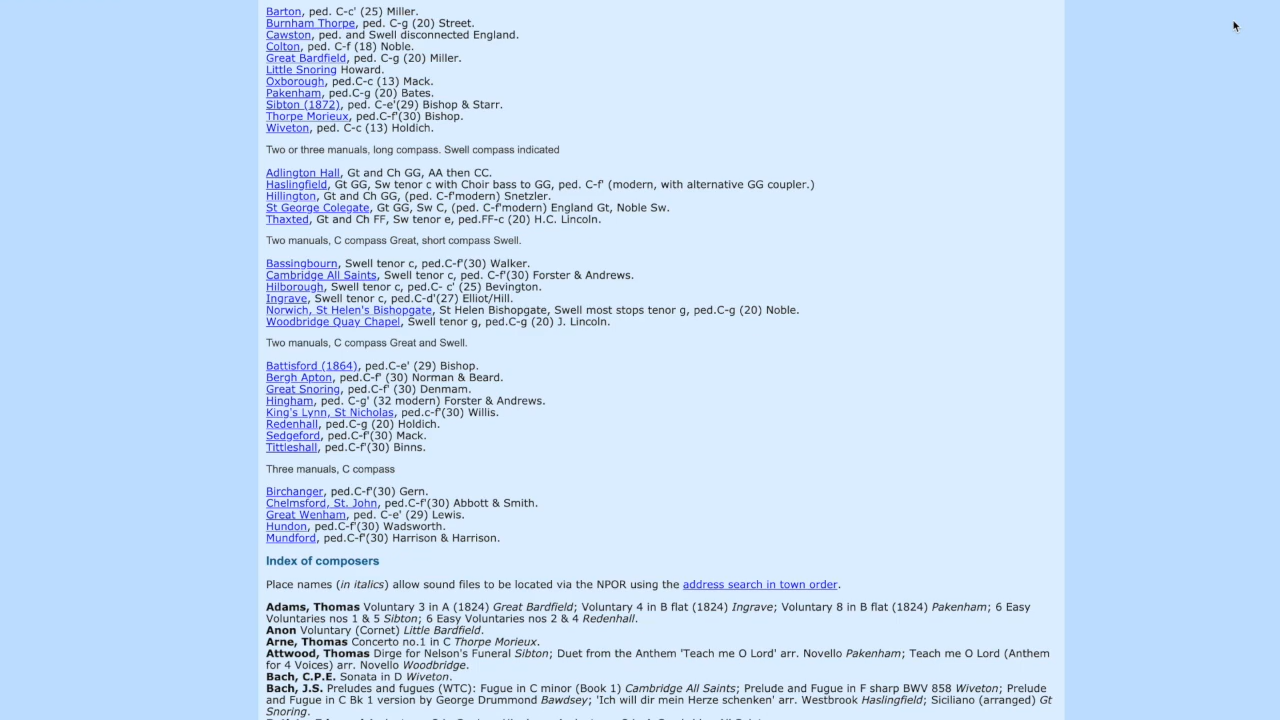 Barton, ped. C-c' (25) Miller.
Burnham Thorpe, ped. C-g (20) Street.
Cawston, ped. and Swell disconnected England.
Colton, ped. C-f (18) Noble.
Great Bardfield, ped. C-g (20) Miller.
Little Snoring Howard.
Oxborough, ped.C-c (13) Mack.
Pakenham, ped.C-g (20) Bates.
Sibton (1872), ped. C-e'(29) Bishop & Starr.
Thorpe Morieux, ped.C-f'(30) Bishop.
Wiveton, ped. C-c (13) Holdich.
Two or three manuals, long compass. Swell compass indicated
Adlington Hall, Gt and Ch GG, AA then CC.
Haslingfield, Gt GG, Sw tenor c with Choir bass to GG, ped. C-f' (modern, with alternative GG coupler.)
Hillington, Gt and Ch GG, (ped. C-f'modern) Snetzler.
St George Colegate, Gt GG, Sw C, (ped. C-f'modern) England Gt, Noble Sw.
Thaxted, Gt and Ch FF, Sw tenor e, ped.FF-c (20) H.C. Lincoln.
Two manuals, C compass Great, short compass Swell.
Bassingbourn, Swell tenor c, ped.C-f'(30) Walker.
Cambridge All Saints, Swell tenor c, ped. C-f'(30) Forster & Andrews.
Hilborough, Swell tenor c, ped.C- c' (25) Bevington.
Ingrave, Swell tenor c, ped.C-d'(27) Elliot/Hill.
Norwich, St Helen's Bishopgate, St Helen Bishopgate, Swell most stops tenor g, ped.C-g (20) Noble.
Woodbridge Quay Chapel, Swell tenor g, ped.C-g (20) J. Lincoln.
Two manuals, C compass Great and Swell.
Battisford (1864), ped.C-e' (29) Bishop.
Bergh Apton, ped.C-f' (30) Norman & Beard.
Great Snoring, ped.C-f' (30) Denmam.
Hingham, ped. C-g' (32 modern) Forster & Andrews.
King's Lynn, St Nicholas, ped.c-f'(30) Willis.
Redenhall, ped.C-g (20) Holdich.
Sedgeford, ped.C-f'(30) Mack.
Tittleshall, ped.C-f'(30) Binns.
Three manuals, C compass
Birchanger, ped.C-f'(30) Gern.
Chelmsford, St. John, ped.C-f'(30) Abbott & Smith.
Great Wenham, ped. C-e' (29) Lewis.
Hundon, ped.C-f'(30) Wadsworth.
Mundford, ped.C-f'(30) Harrison & Harrison.
Index of composers
Place names (in italics) allow sound files to be located via the NPOR using the address search in town order.
Adams, Thomas Voluntary 3 in A (1824) Great Bardfield; Voluntary 4 in B flat (1824) Ingrave; Voluntary 8 in B flat (1824) Pakenham; 6 Easy
Voluntaries nos 1 & 5 Sibton; 6 Easy Voluntaries nos 2 & 4 Redenhall.
Anon Voluntary (Cornet) Little Bardfield.
Arne, Thomas Concerto no.1 in C Thorpe Morieux.
Attwood, Thomas Dirge for Nelson's Funeral Sibton; Duet from the Anthem 'Teach me O Lord' arr. Novello Pakenham; Teach me O Lord (Anthem
for 4 Voices) arr. Novello Woodbridge.
Bach, C.P.E. Sonata in D Wiveton.
Bach, J.S. Preludes and fugues (WTC): Fugue in C minor (Book 1) Cambridge All Saints; Prelude and Fugue in F sharp BWV 858 Wiveton; Prelude
and Fugue in C Bk 1 version by George Drummond Bawdsey; 'Ich will dir mein Herze schenken' arr. Westbrook Haslingfield; Siciliano (arranged) Gt
Snoring.